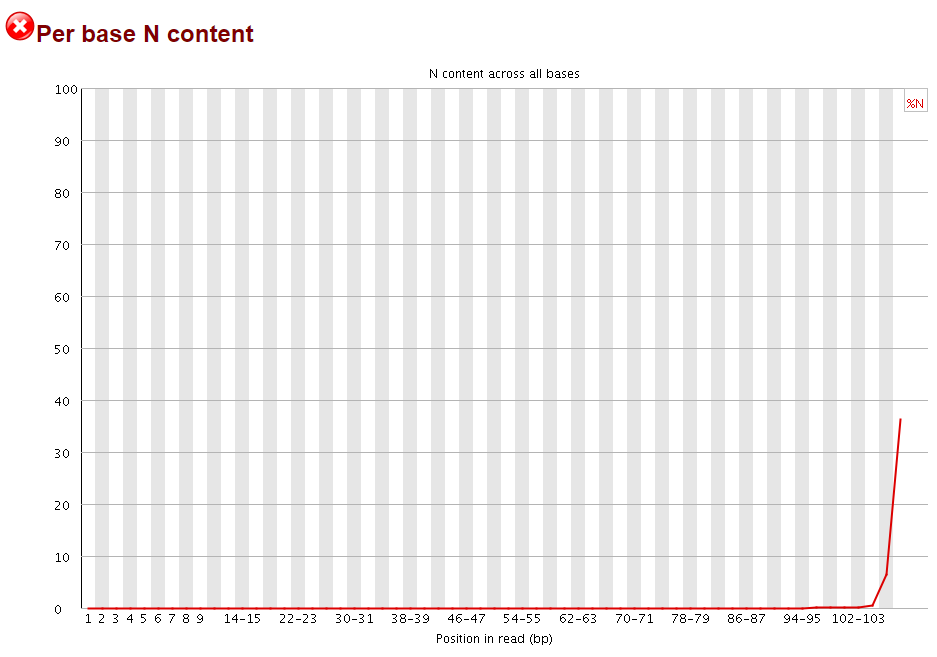 Per base N content
N content across all bases
%N
100
90
80
70
60
50
40
30
20
10
0
1 2 3 4 5 6 7 8 9 14-15 22-23 30-31 38-39 46-47 54-55 62-63 70-71 78-79 86-87 94-95 102-103
Position in read (bp)